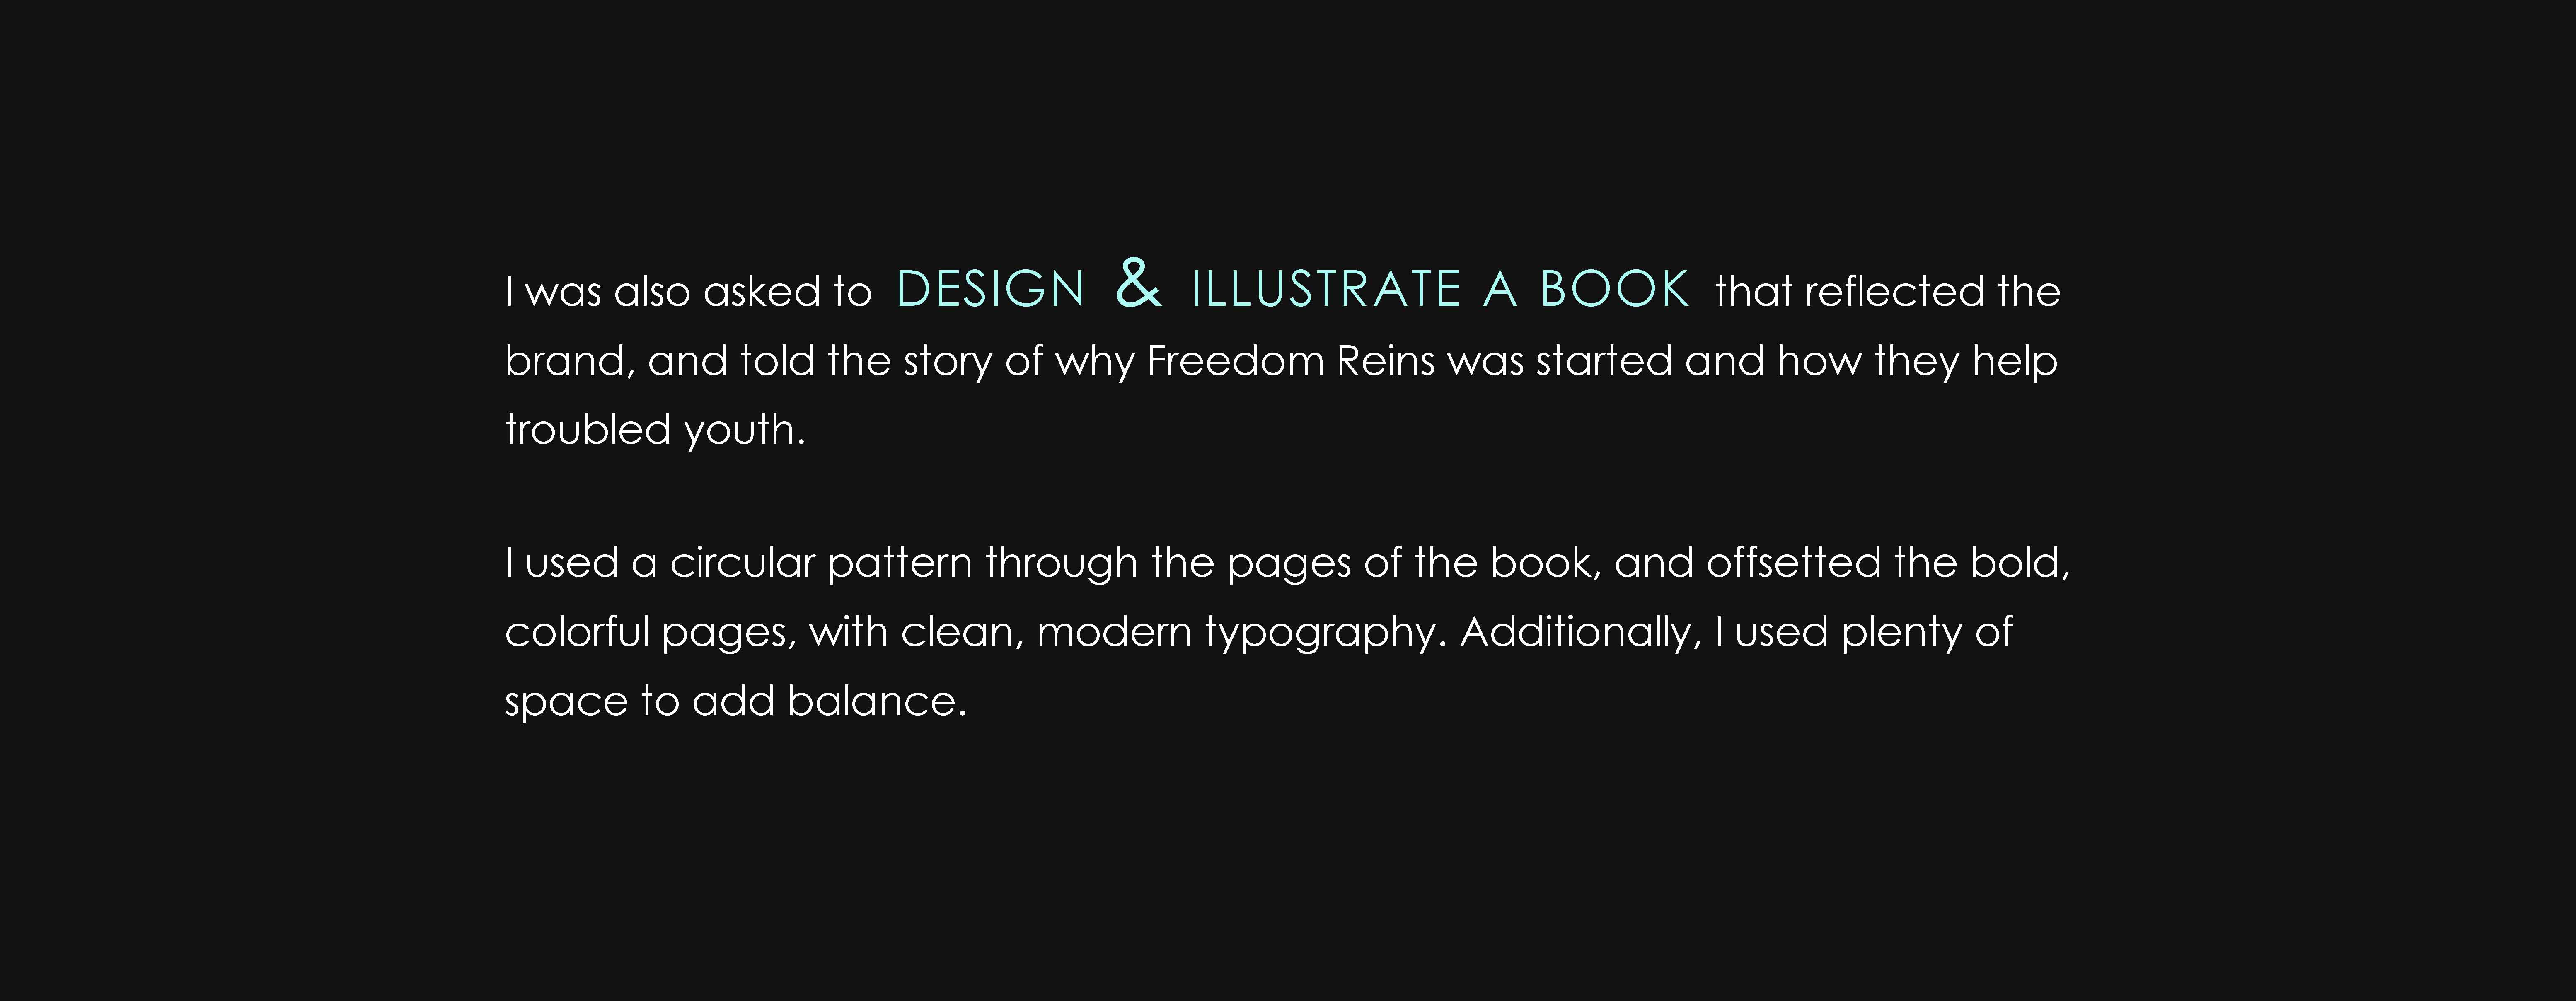 I was also asked to DESIGN & ILLUSTRATE A BOOK that reflected the
brand, and told the story of why Freedom Reins was started and how they help
troubled youth.
I used a circular pattern through the pages of the book, and offsetted the bold,
colorful pages, with clean, modern typography. Additionally, I used plenty of
space to add balance.